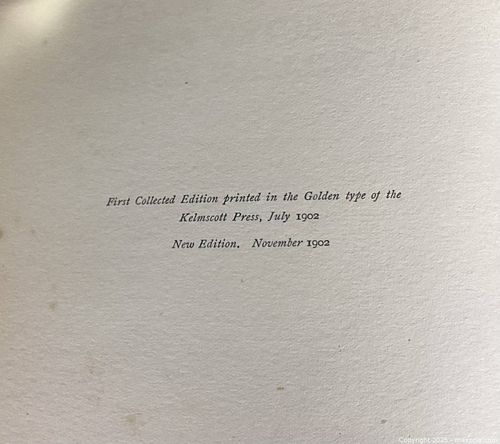 First Collected Edition printed in the Golden type of the
Kelmscott Press, July 1902
New Edition. November 1902